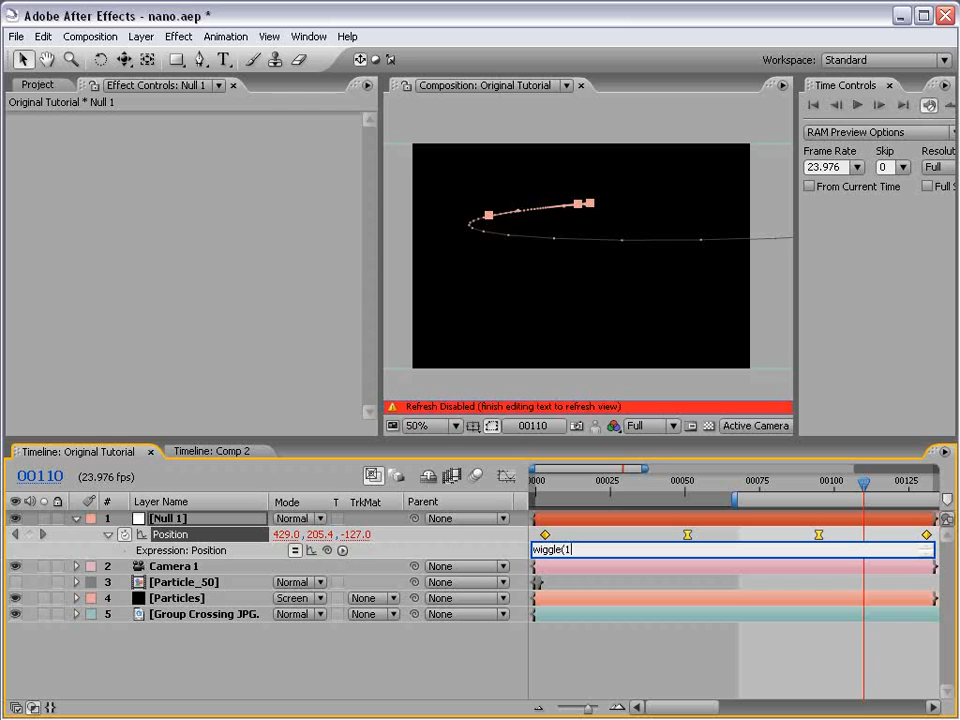 Adobe After Effects - nano.aep *
File Edit Composition Layer Effect Animation View Window Help
Workspace: Standard
Project Effect Controls: Null 1 Composition: Original Tutorial Time Controls
Original Tutorial * Null 1
RAM Preview Options
Frame Rate Skip Resolu
23.976 0 Full
From Current Time Full S
Refresh Disabled (finish editing text to refresh view)
50% 00110 Full Active Camera
Timeline: Original Tutorial Timeline: Comp 2
00110 (23.976 fps)
0000 00025 00050 00075 00100 00125
# Layer Name Mode T TrkMat Parent
1 [Null 1] Normal None
Position 429.0, 205.4, -127.0
Expression: Position wiggle(1
2 Camera 1 None
3 [Particle_50] Normal None
4 [Particles] Screen None None
5 [Group Crossing JPG. Normal None None